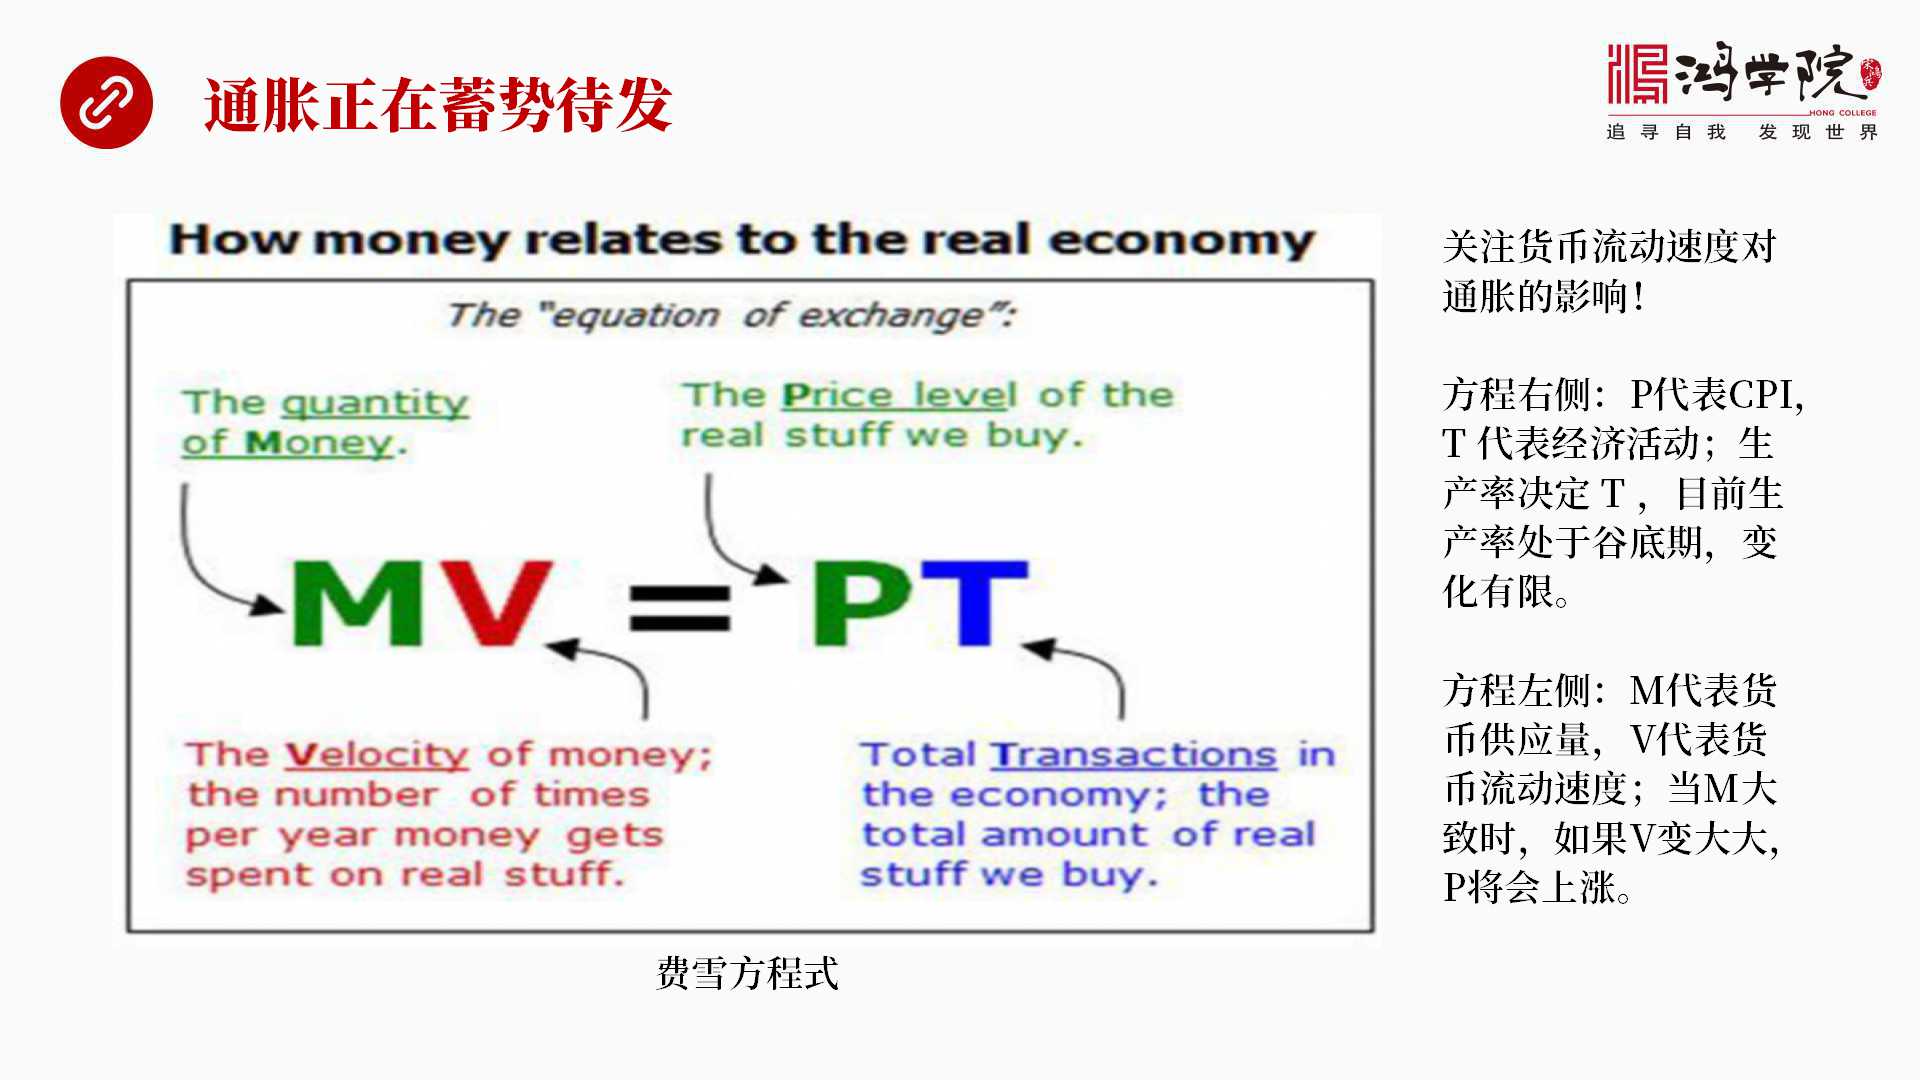 通胀正在蓄势待发
鸿学院
HONG COLLEGE
追寻自我 发现世界
How money relates to the real economy
The "equation of exchange":
The quantity
of Money.
The Price level of the
real stuff we buy.
MV = PT
The Velocity of money;
the number of times
per year money gets
spent on real stuff.
Total Transactions in
the economy; the
total amount of real
stuff we buy.
费雪方程式
关注货币流动速度对
通胀的影响！
方程右侧：P代表CPI，
T 代表经济活动；生
产率决定 T ，目前生
产率处于谷底期，变
化有限。
方程左侧：M代表货
币供应量，V代表货
币流动速度；当M大
致时，如果V变大大，
P将会上涨。